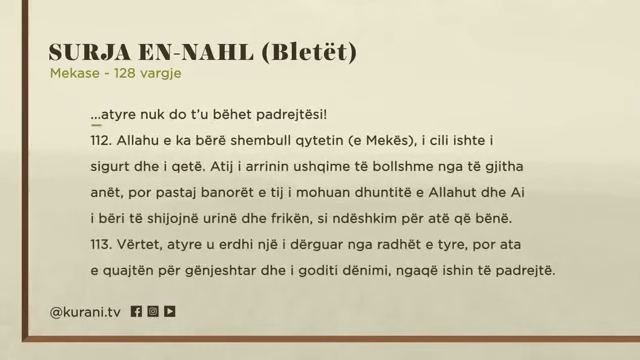 SURJA EN-NAHL (Bletët)
Mekase - 128 vargje
...atyre nuk do t'u bëhet padrejtësi!
112. Allahu e ka bërë shembull qytetin (e Mekës), i cili ishte i
sigurt dhe i qetë. Atij i arrinin ushqime të bollshme nga të gjitha
anët, por pastaj banorët e tij i mohuan dhuntitë e Allahut dhe Ai
i bëri të shijojnë urinë dhe frikën, si ndëshkim për atë që bënë.
113. Vërtet, atyre u erdhi një i dërguar nga radhët e tyre, por ata
e quajtën për gënjeshtar dhe i goditi dënimi, ngaqë ishin të padrejtë.
@kurani.tv